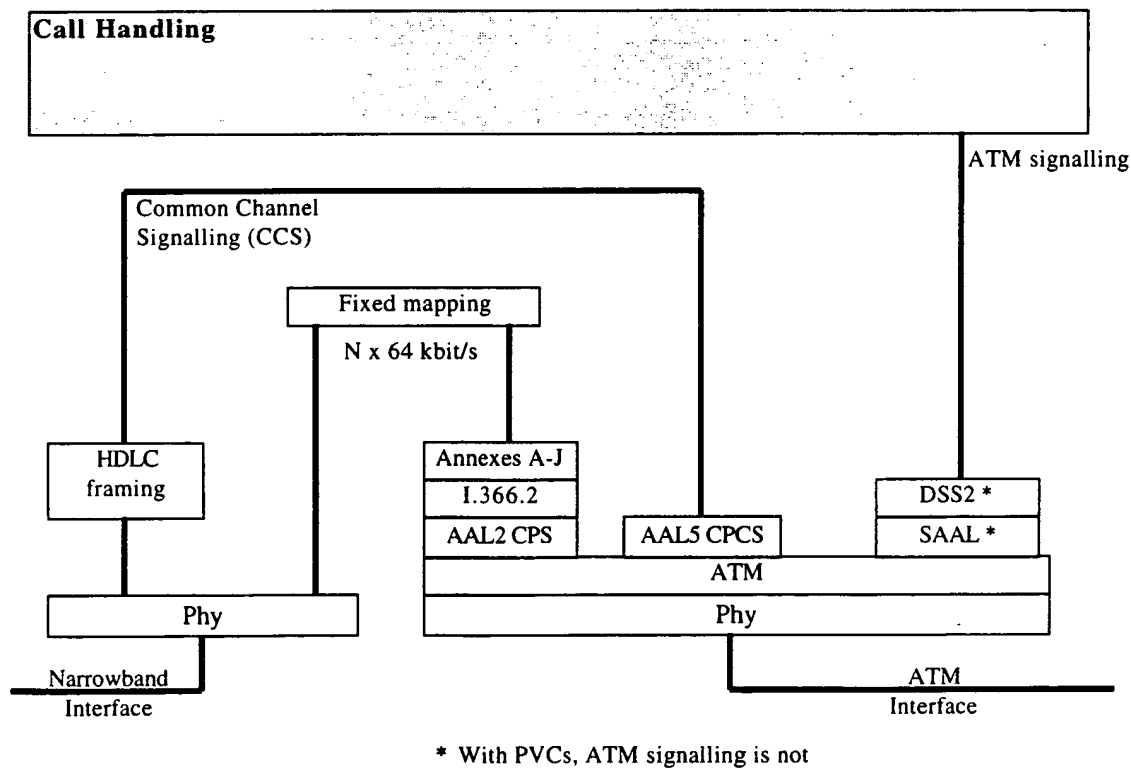 Call Handling
ATM signalling
Common Channel
Signalling (CCS)
Fixed mapping
N x 64 kbit/s
HDLC
framing
Annexes A-J
I.366.2
AAL2 CPS
AAL5 CPCS
DSS2 *
SAAL *
ATM
Phy
Phy
Narrowband
Interface
ATM
Interface
* With PVCs, ATM signalling is not